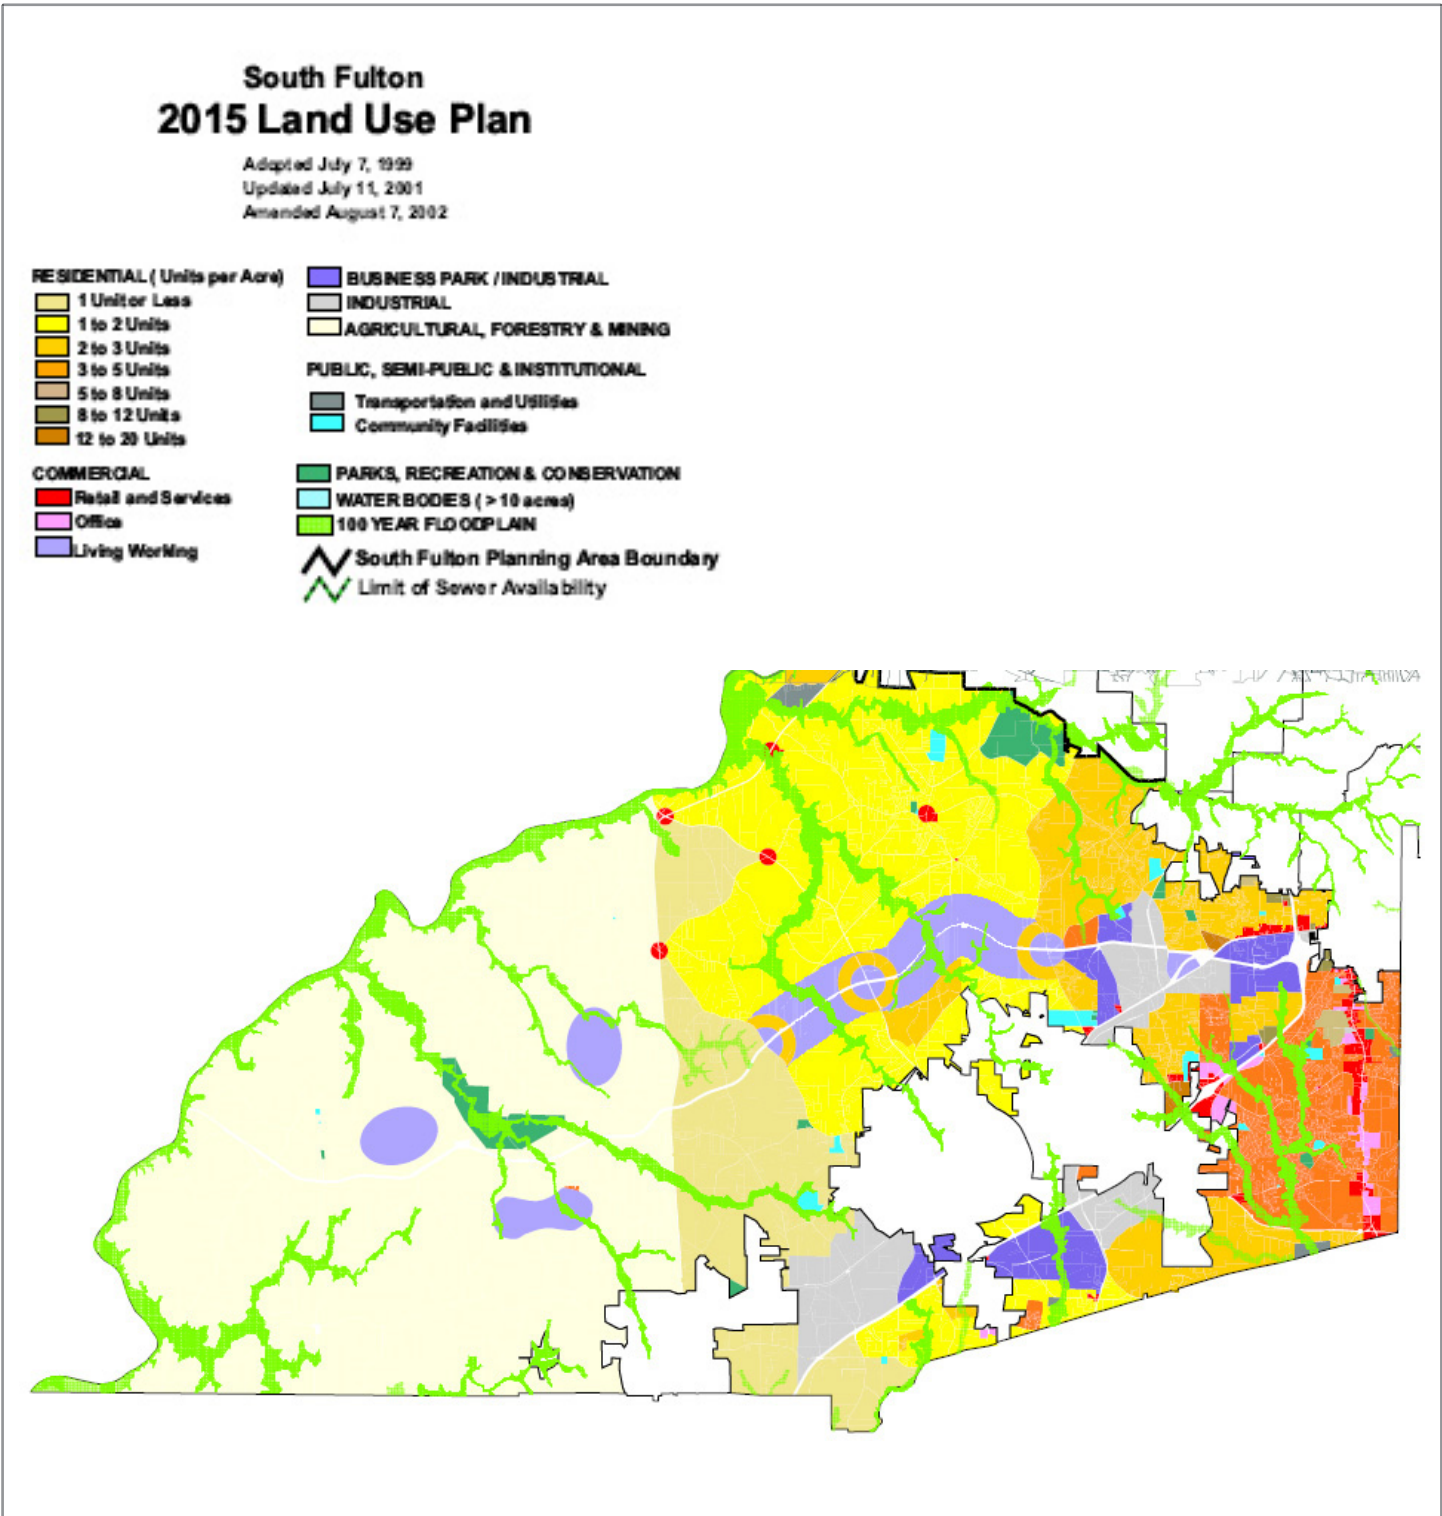 South Fulton
2015 Land Use Plan
Adopted July 7, 1999
Updated July 11, 2001
Amended August 7, 2002
RESIDENTIAL ( Units per Acre)
1 Unit or Less
1 to 2 Units
2 to 3 Units
3 to 5 Units
5 to 8 Units
8 to 12 Units
12 to 20 Units
COMMERCIAL
Retail and Services
Office
Living Working
BUSINESS PARK / INDUSTRIAL
INDUSTRIAL
AGRICULTURAL, FORESTRY & MINING
PUBLIC, SEMI-PUBLIC & INSTITUTIONAL
Transportation and Utilities
Community Facilities
PARKS, RECREATION & CONSERVATION
WATER BODIES ( > 10 acres)
100 YEAR FLOODPLAIN
South Fulton Planning Area Boundary
Limit of Sewer Availability